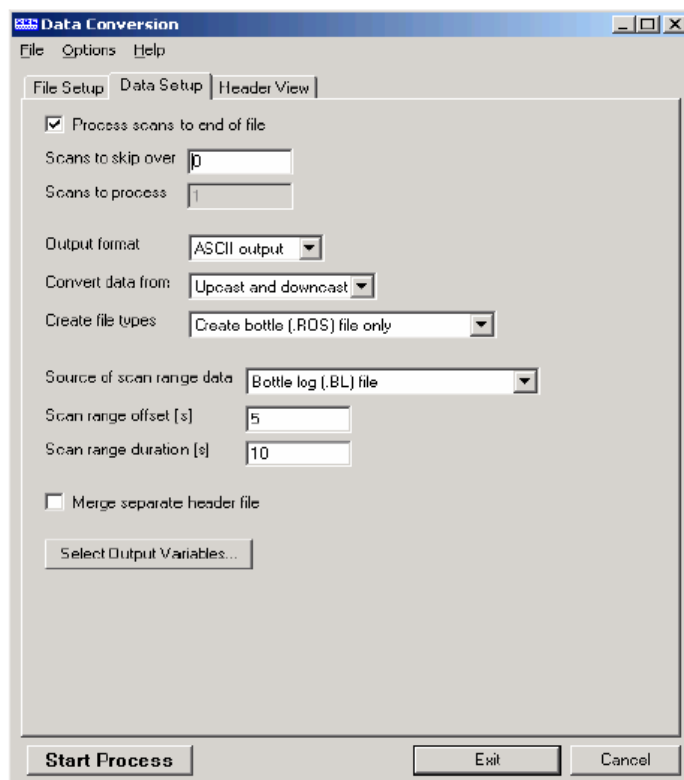 Data Conversion
File Options Help
File Setup Data Setup Header View
Process scans to end of file
Scans to skip over 0
Scans to process 1
Output format ASCII output
Convert data from Upcast and downcast
Create file types Create bottle (.ROS) file only
Source of scan range data Bottle log (.BL) file
Scan range offset [s] 5
Scan range duration [s] 10
Merge separate header file
Select Output Variables...
Start Process Exit Cancel